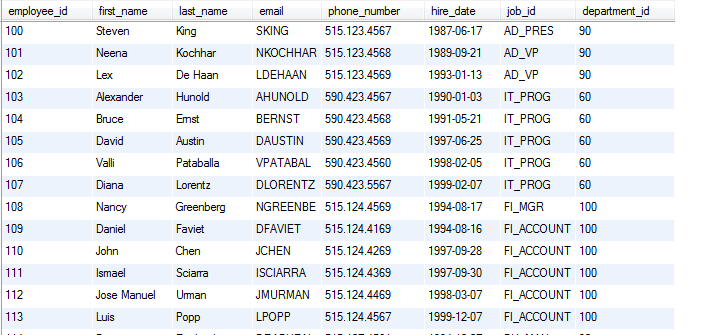 employee_id first_name last_name email phone_number hire_date job_id department_id
100 Steven King SKING 515.123.4567 1987-06-17 AD_PRES 90
101 Neena Kochhar NKOCHHAR 515.123.4568 1989-09-21 AD_VP 90
102 Lex De Haan LDEHAAN 515.123.4569 1993-01-13 AD_VP 90
103 Alexander Hunold AHUNOLD 590.423.4567 1990-01-03 IT_PROG 60
104 Bruce Ernst BERNST 590.423.4568 1991-05-21 IT_PROG 60
105 David Austin DAUSTIN 590.423.4569 1997-06-25 IT_PROG 60
106 Valli Pataballa VPATABAL 590.423.4560 1998-02-05 IT_PROG 60
107 Diana Lorentz DLORENTZ 590.423.5567 1999-02-07 IT_PROG 60
108 Nancy Greenberg NGREENBE 515.124.4569 1994-08-17 FI_MGR 100
109 Daniel Faviet DFAVIET 515.124.4169 1994-08-16 FI_ACCOUNT 100
110 John Chen JCHEN 515.124.4269 1997-09-28 FI_ACCOUNT 100
111 Ismael Sciarra ISCIARRA 515.124.4369 1997-09-30 FI_ACCOUNT 100
112 Jose Manuel Urman JMURMAN 515.124.4469 1998-03-07 FI_ACCOUNT 100
113 Luis Popp LPOPP 515.124.4567 1999-12-07 FI_ACCOUNT 100